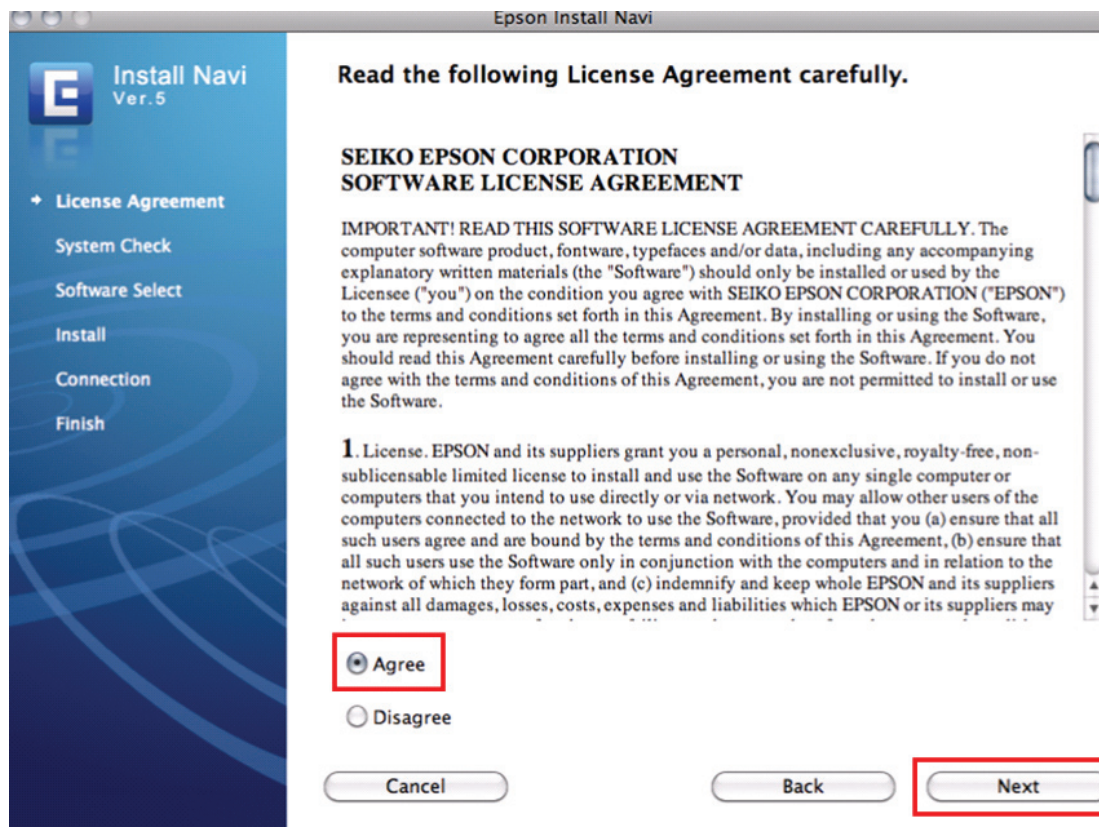 Epson Install Navi
Install Navi
Ver.5
License Agreement
System Check
Software Select
Install
Connection
Finish
Read the following License Agreement carefully.
SEIKO EPSON CORPORATION
SOFTWARE LICENSE AGREEMENT
IMPORTANT! READ THIS SOFTWARE LICENSE AGREEMENT CAREFULLY. The
computer software product, fontware, typefaces and/or data, including any accompanying
explanatory written materials (the "Software") should only be installed or used by the
Licensee ("you") on the condition you agree with SEIKO EPSON CORPORATION ("EPSON")
to the terms and conditions set forth in this Agreement. By installing or using the Software,
you are representing to agree all the terms and conditions set forth in this Agreement. You
should read this Agreement carefully before installing or using the Software. If you do not
agree with the terms and conditions of this Agreement, you are not permitted to install or use
the Software.
1. License. EPSON and its suppliers grant you a personal, nonexclusive, royalty-free, non-
sublicensable limited license to install and use the Software on any single computer or
computers that you intend to use directly or via network. You may allow other users of the
computers connected to the network to use the Software, provided that you (a) ensure that all
such users agree and are bound by the terms and conditions of this Agreement, (b) ensure that
all such users use the Software only in conjunction with the computers and in relation to the
network of which they form part, and (c) indemnify and keep whole EPSON and its suppliers
against all damages, losses, costs, expenses and liabilities which EPSON or its suppliers may
Agree
Disagree
Cancel
Back
Next